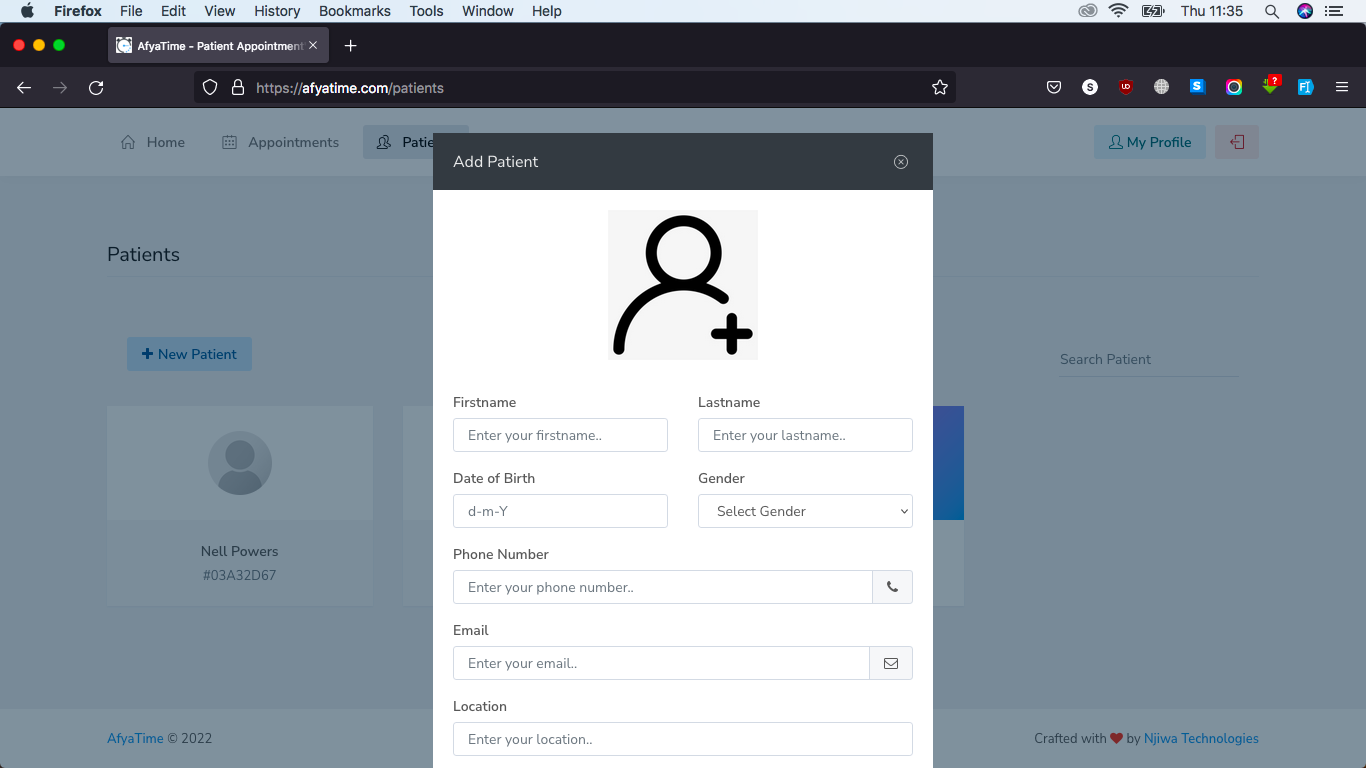 Firefox File Edit View History Bookmarks Tools Window Help Thu 11:35
AfyaTime - Patient Appointment
https://afyatime.com/patients
Home Appointments Patie My Profile
Add Patient
Patients
New Patient
Search Patient
Firstname Lastname
Enter your firstname.. Enter your lastname..
Date of Birth Gender
d-m-Y Select Gender
Nell Powers
#03A32D67
Phone Number
Enter your phone number..
Email
Enter your email..
Location
Enter your location..
AfyaTime © 2022
Crafted with ❤ by Njiwa Technologies